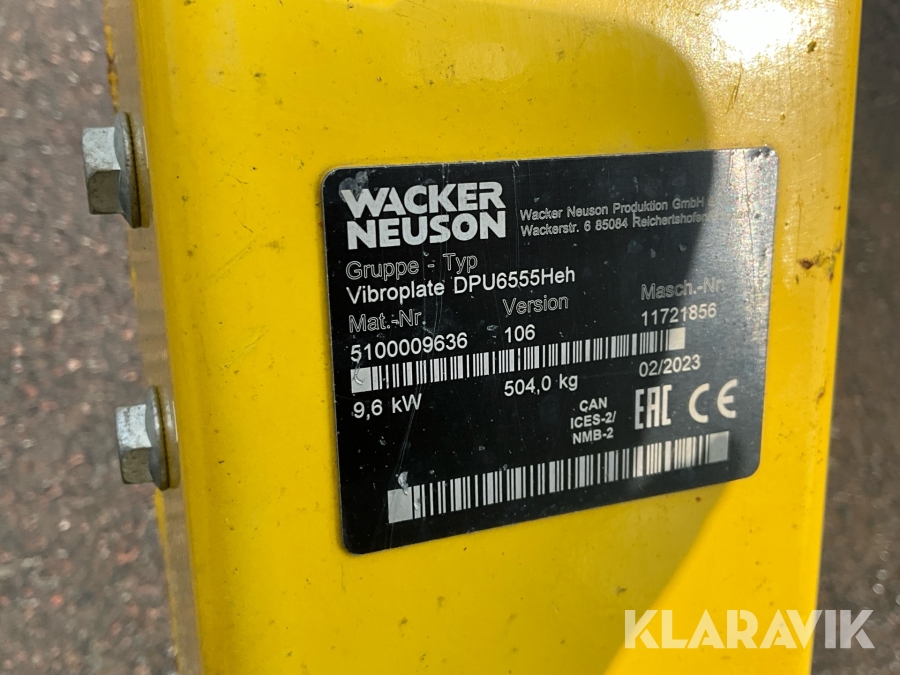 WACKER
NEUSON
Wacker Neuson Produktion GmbH
Wackerstr. 6 85084 Reichertshofen
Gruppe - Typ
Vibroplate DPU6555Heh
Mat.-Nr. Version Masch.-Nr.
5100009636 106 11721856
9,6 kW 504,0 kg 02/2023
CAN
ICES-2/
NMB-2
EAC CE
KLARAVIK